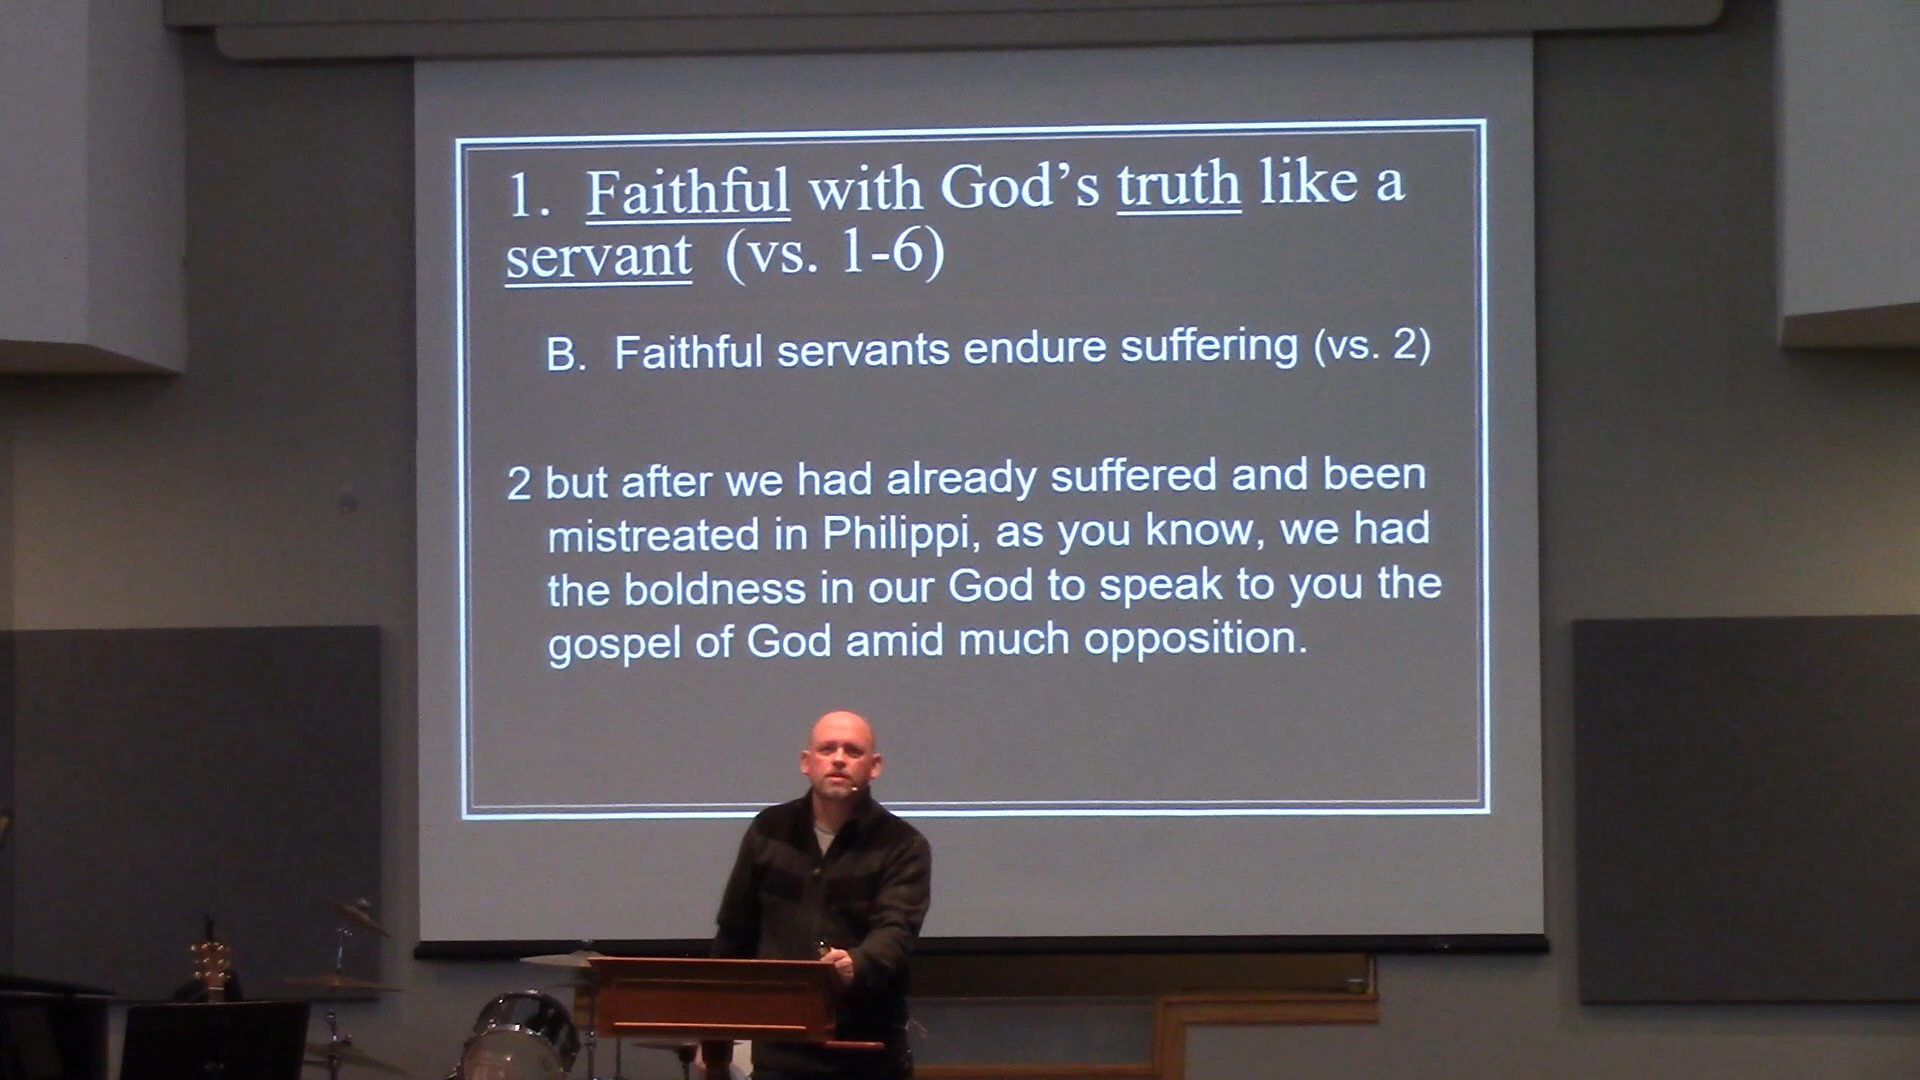 1. Faithful with God’s truth like a
servant (vs. 1-6)
B. Faithful servants endure suffering (vs. 2)
2 but after we had already suffered and been
mistreated in Philippi, as you know, we had
the boldness in our God to speak to you the
gospel of God amid much opposition.